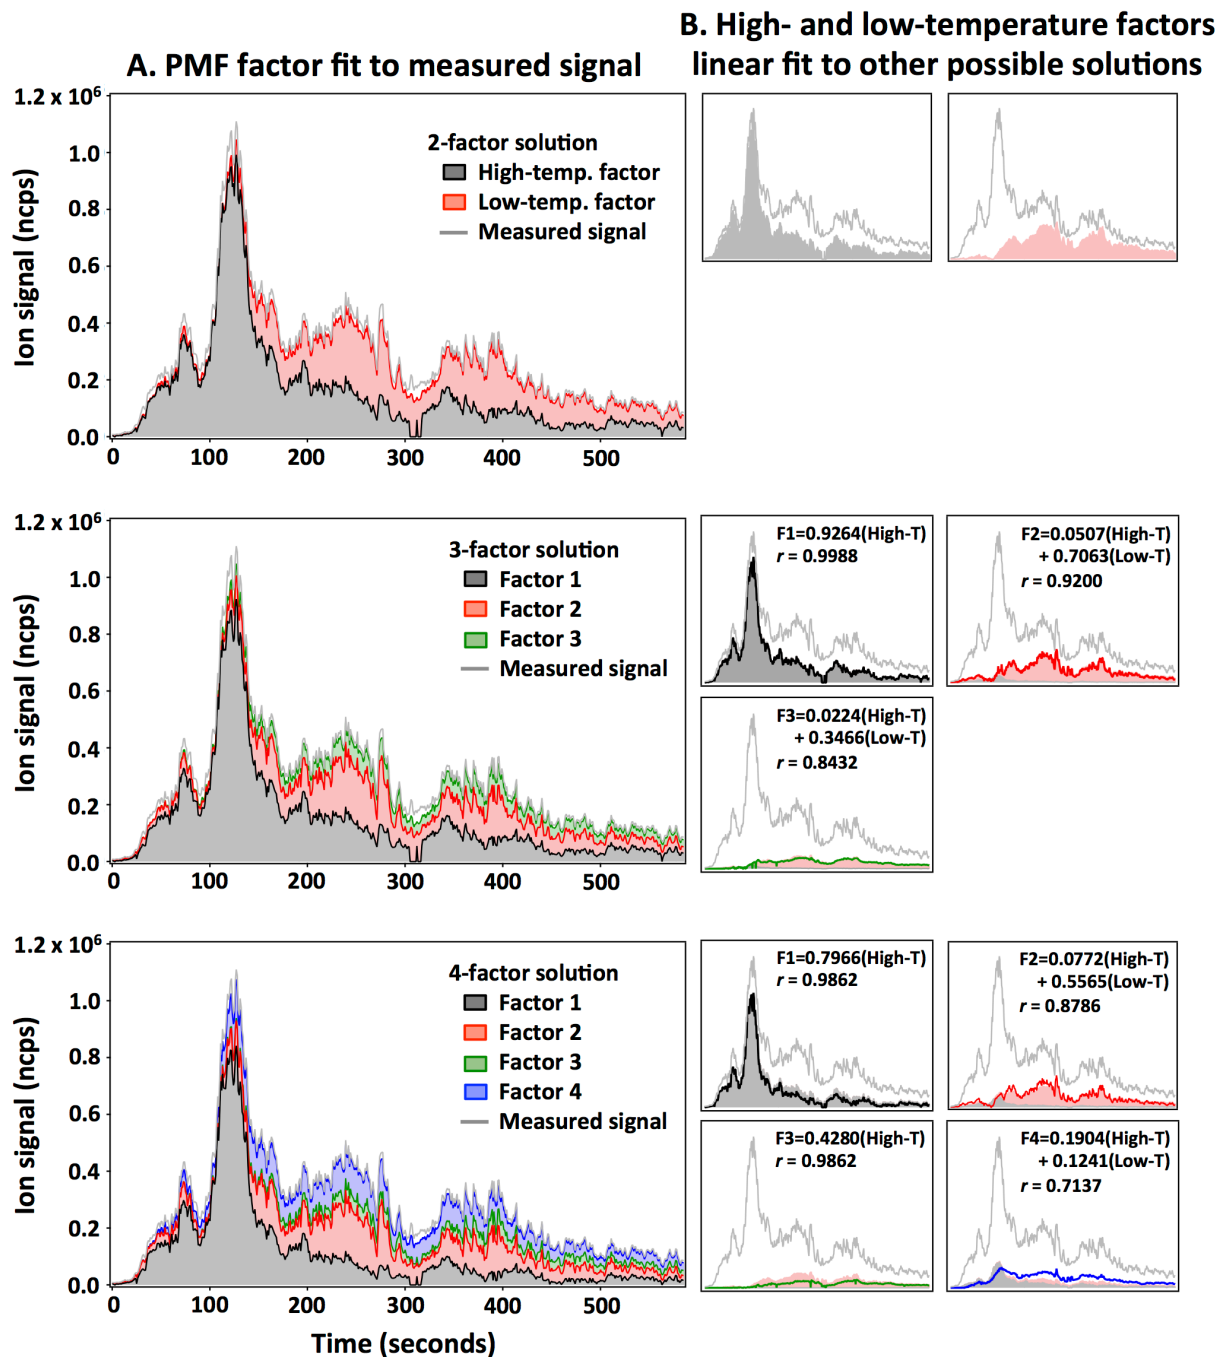 A. PMF factor fit to measured signal
B. High- and low-temperature factors
linear fit to other possible solutions
1.2 x 10⁶
1.0
0.8
0.6
0.4
0.2
0.0
Ion signal (ncps)
0 100 200 300 400 500
2-factor solution
High-temp. factor
Low-temp. factor
Measured signal
1.2 x 10⁶
1.0
0.8
0.6
0.4
0.2
0.0
Ion signal (ncps)
0 100 200 300 400 500
3-factor solution
Factor 1
Factor 2
Factor 3
Measured signal
F1=0.9264(High-T)
r = 0.9988
F2=0.0507(High-T)
+ 0.7063(Low-T)
r = 0.9200
F3=0.0224(High-T)
+ 0.3466(Low-T)
r = 0.8432
1.2 x 10⁶
1.0
0.8
0.6
0.4
0.2
0.0
Ion signal (ncps)
0 100 200 300 400 500
Time (seconds)
4-factor solution
Factor 1
Factor 2
Factor 3
Factor 4
Measured signal
F1=0.7966(High-T)
r = 0.9862
F2=0.0772(High-T)
+ 0.5565(Low-T)
r = 0.8786
F3=0.4280(High-T)
r = 0.9862
F4=0.1904(High-T)
+ 0.1241(Low-T)
r = 0.7137